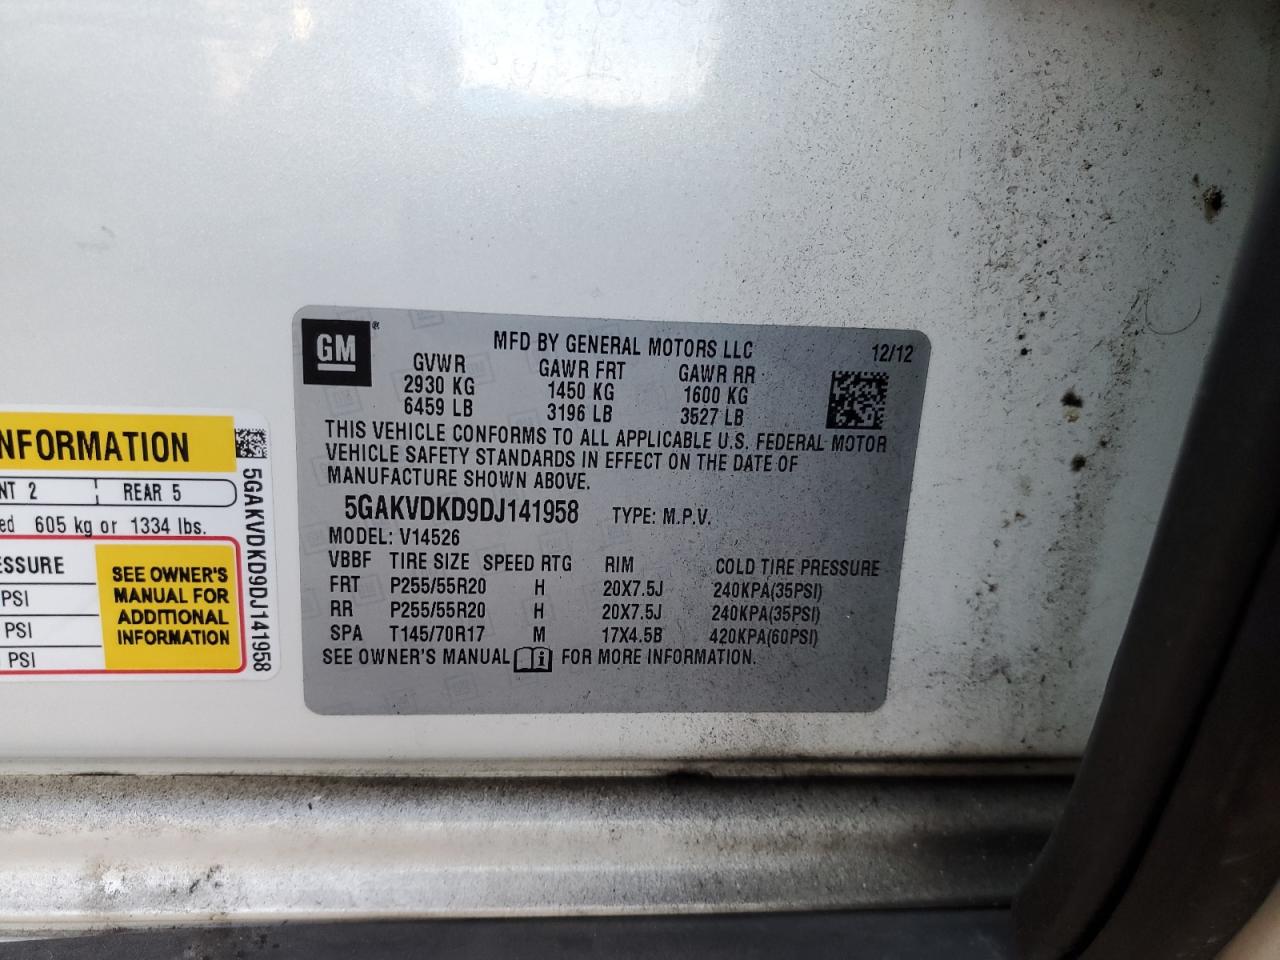 NFORMATION
NT 2 REAR 5
ed 605 kg or 1334 lbs.
SSURE
PSI
PSI
PSI
SEE OWNER'S
MANUAL FOR
ADDITIONAL
INFORMATION
5GAKVDKD9DJ141958
GM®
MFD BY GENERAL MOTORS LLC 12/12
GVWR GAWR FRT GAWR RR
2930 KG 1450 KG 1600 KG
6459 LB 3196 LB 3527 LB
THIS VEHICLE CONFORMS TO ALL APPLICABLE U.S. FEDERAL MOTOR
VEHICLE SAFETY STANDARDS IN EFFECT ON THE DATE OF
MANUFACTURE SHOWN ABOVE.
5GAKVDKD9DJ141958 TYPE: M.P.V.
MODEL: V14526
VBBF TIRE SIZE SPEED RTG RIM COLD TIRE PRESSURE
FRT P255/55R20 H 20X7.5J 240KPA(35PSI)
RR P255/55R20 H 20X7.5J 240KPA(35PSI)
SPA T145/70R17 M 17X4.5B 420KPA(60PSI)
SEE OWNER'S MANUAL FOR MORE INFORMATION.